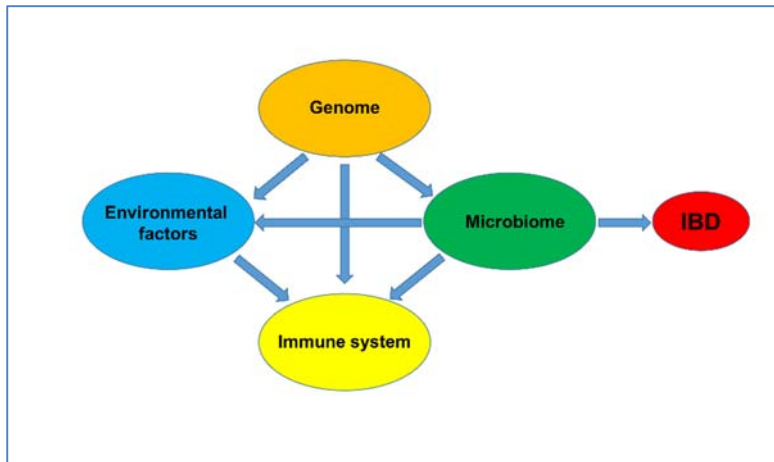 Genome
Environmental
factors
Microbiome
IBD
Immune system